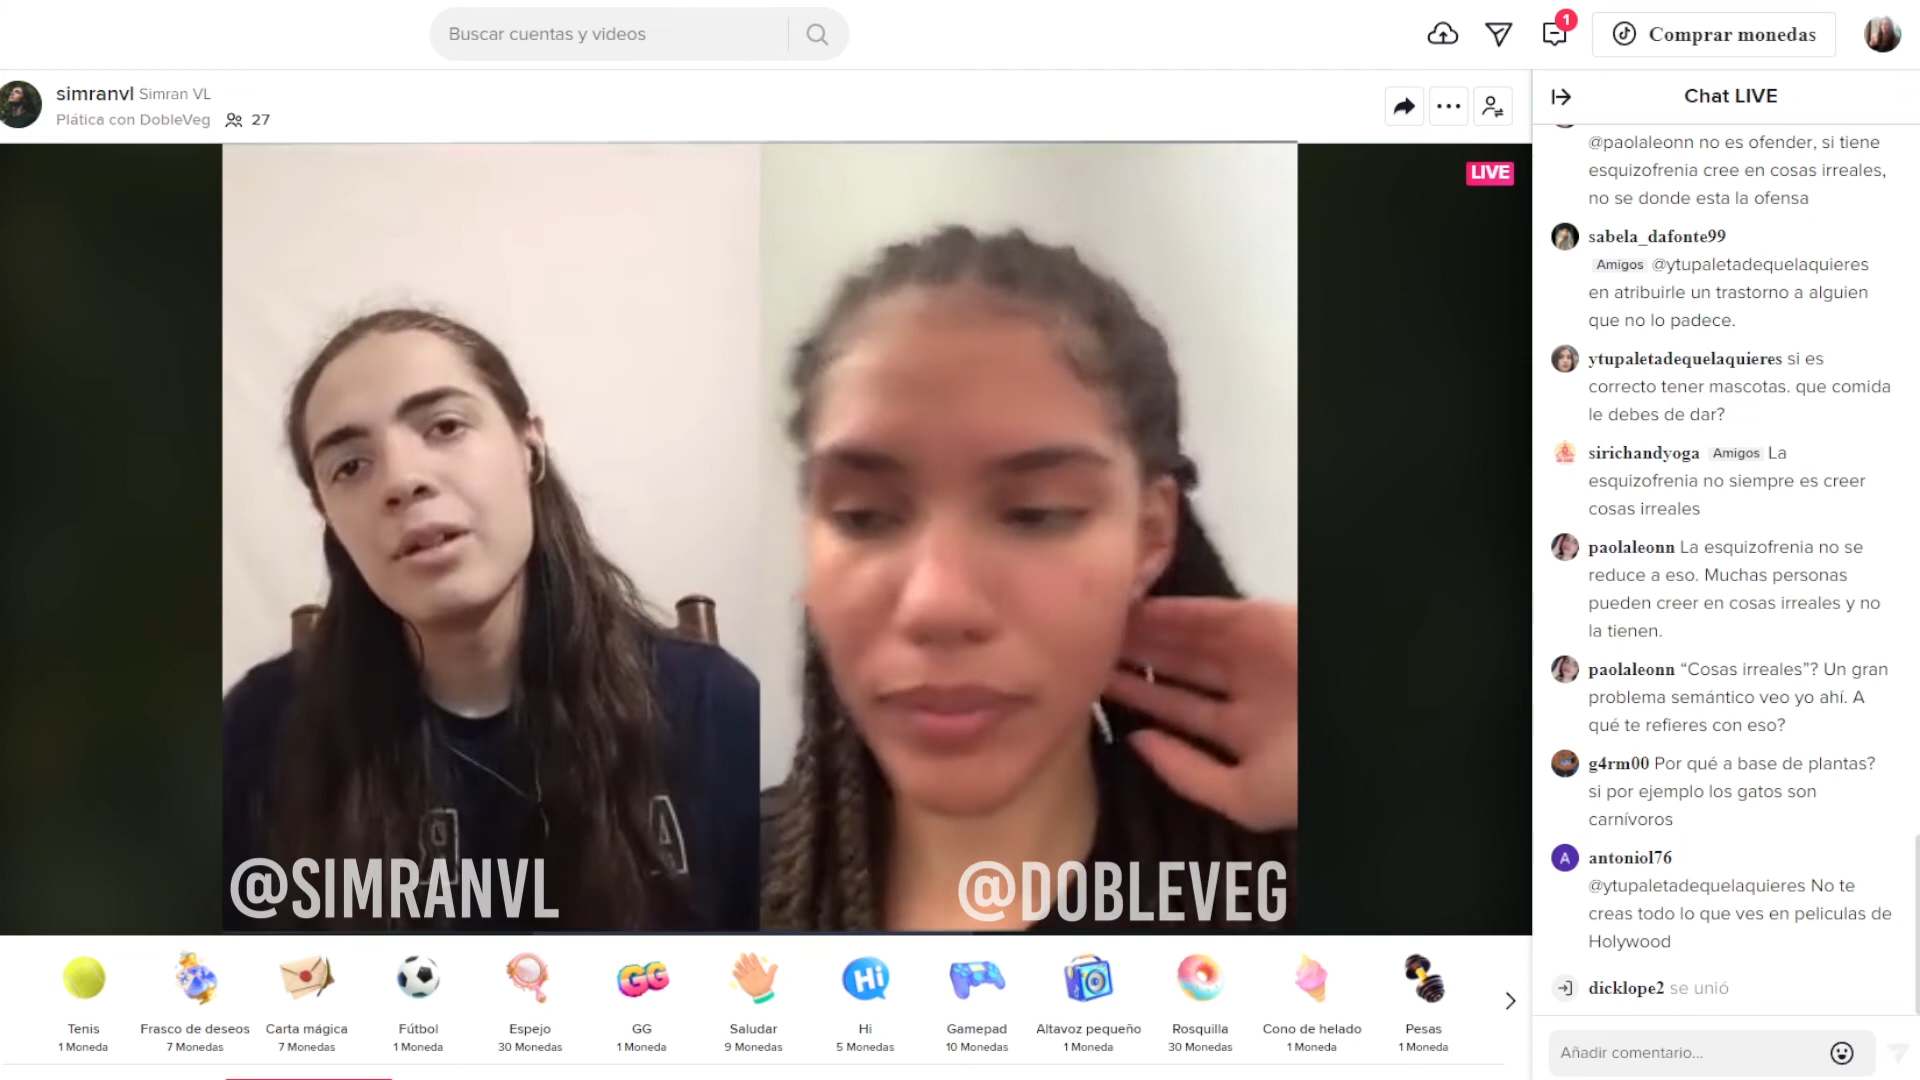 Buscar cuentas y videos
1
Comprar monedas
simranvl Simran VL
Plática con DobleVeg 27
LIVE
@SIMRANVL
@DOBLEVEG
Chat LIVE
@paolaleonn no es ofender, si tiene
esquizofrenia cree en cosas irreales,
no se donde esta la ofensa
sabela_dafonte99
Amigos @ytupaletadequelaquieres
en atribuirle un trastorno a alguien
que no lo padece.
ytupaletadequelaquieres si es
correcto tener mascotas. que comida
le debes de dar?
sirichandyoga Amigos La
esquizofrenia no siempre es creer
cosas irreales
paolaleonn La esquizofrenia no se
reduce a eso. Muchas personas
pueden creer en cosas irreales y no
la tienen.
paolaleonn “Cosas irreales”? Un gran
problema semántico veo yo ahí. A
qué te refieres con eso?
g4rm00 Por qué a base de plantas?
si por ejemplo los gatos son
carnívoros
A antoniol76
@ytupaletadequelaquieres No te
creas todo lo que ves en peliculas de
Holywood
dicklope2 se unió
Añadir comentario...
GG
Hi
Tenis
1 Moneda
Frasco de deseos
7 Monedas
Carta mágica
7 Monedas
Fútbol
1 Moneda
Espejo
30 Monedas
GG
1 Moneda
Saludar
9 Monedas
Hi
5 Monedas
Gamepad
10 Monedas
Altavoz pequeño
1 Moneda
Rosquilla
30 Monedas
Cono de helado
1 Moneda
Pesas
1 Moneda